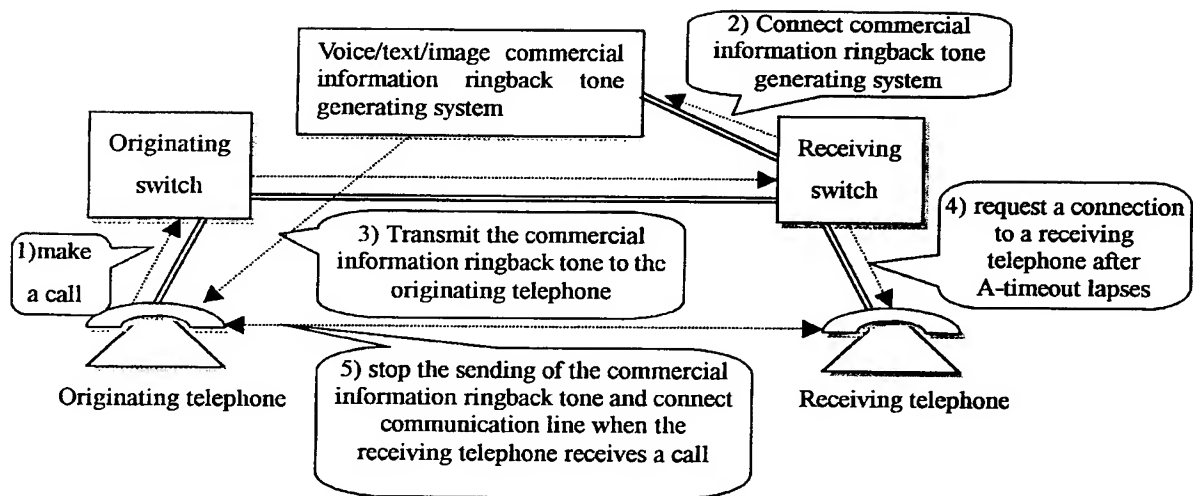 Voice/text/image commercial
information ringback tone
generating system
2) Connect commercial
information ringback tone
generating system
Originating
switch
Receiving
switch
1)make
a call
3) Transmit the commercial
information ringback tone to the
originating telephone
4) request a connection
to a receiving
telephone after
A-timeout lapses
5) stop the sending of the commercial
information ringback tone and connect
communication line when the
receiving telephone receives a call
Originating telephone
Receiving telephone